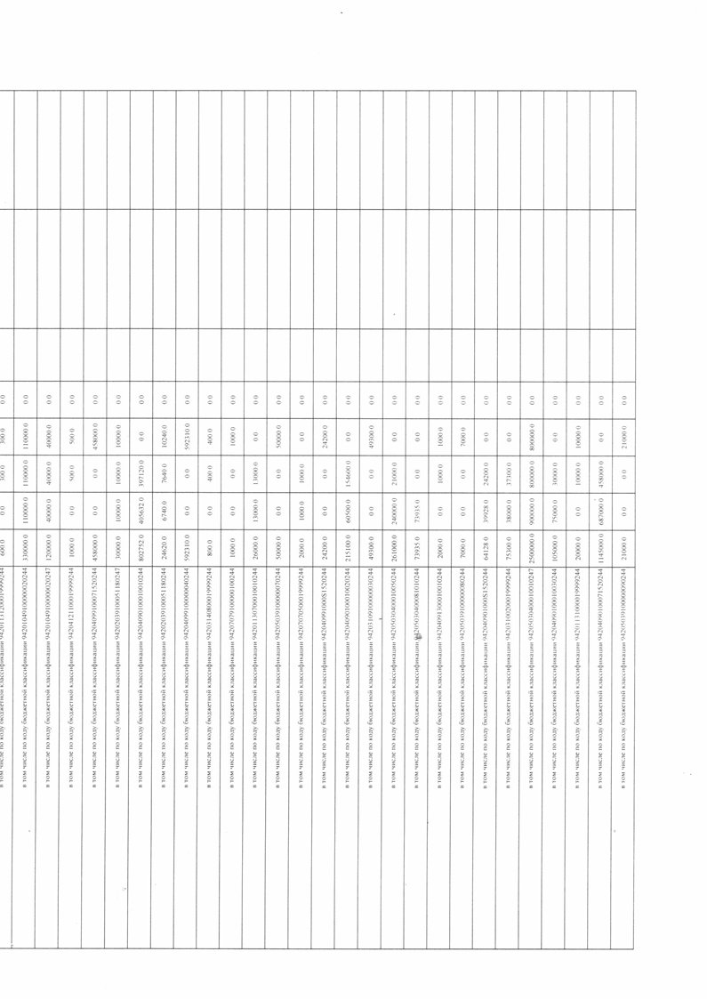 в том числе по коду бюджетной классификации 94201131200019999244 600.0 0.0 300.0 300.0 0.0
в том числе по коду бюджетной классификации 94201049100000020244 330000.0 110000.0 110000.0 110000.0 0.0
в том числе по коду бюджетной классификации 94201049100000020247 120000.0 40000.0 40000.0 40000.0 0.0
в том числе по коду бюджетной классификации 94204121100019999244 1000.0 0.0 500.0 500.0 0.0
в том числе по коду бюджетной классификации 94204099100071520244 458000.0 0.0 0.0 458000.0 0.0
в том числе по коду бюджетной классификации 94202039100051180247 30000.0 10000.0 10000.0 10000.0 0.0
в том числе по коду бюджетной классификации 94204090100010010244 802752.0 405632.0 397120.0 0.0 0.0
в том числе по коду бюджетной классификации 94202039100051180244 24620.0 6740.0 7640.0 10240.0 0.0
в том числе по коду бюджетной классификации 94204099100000040244 592310.0 0.0 0.0 592310.0 0.0
в том числе по коду бюджетной классификации 94203140800019999244 800.0 0.0 400.0 400.0 0.0
в том числе по коду бюджетной классификации 94207079100000100244 1000.0 0.0 0.0 1000.0 0.0
в том числе по коду бюджетной классификации 94201130700010010244 26000.0 13000.0 13000.0 0.0 0.0
в том числе по коду бюджетной классификации 94205039100000070244 50000.0 0.0 0.0 50000.0 0.0
в том числе по коду бюджетной классификации 94207070500019999244 2000.0 1000.0 1000.0 0.0 0.0
в том числе по коду бюджетной классификации 942040991000S1520244 24200.0 0.0 0.0 24200.0 0.0
в том числе по коду бюджетной классификации 94204090100010020244 215100.0 60500.0 154600.0 0.0 0.0
в том числе по коду бюджетной классификации 94203109100000030244 49300.0 0.0 0.0 49300.0 0.0
в том числе по коду бюджетной классификации 94205030400010050244 261000.0 240000.0 21000.0 0.0 0.0
в том числе по коду бюджетной классификации 94205030400081010244 73935.0 73935.0 0.0 0.0 0.0
в том числе по коду бюджетной классификации 94204091300010010244 2000.0 0.0 1000.0 1000.0 0.0
в том числе по коду бюджетной классификации 94205039100000080244 7000.0 0.0 0.0 7000.0 0.0
в том числе по коду бюджетной классификации 942040901000S1520244 64128.0 39928.0 24200.0 0.0 0.0
в том числе по коду бюджетной классификации 94203100200019999244 75300.0 38000.0 37300.0 0.0 0.0
в том числе по коду бюджетной классификации 94205030400010010247 2500000.0 900000.0 800000.0 800000.0 0.0
в том числе по коду бюджетной классификации 94204090100010030244 105000.0 75000.0 30000.0 0.0 0.0
в том числе по коду бюджетной классификации 94201131100019999244 20000.0 0.0 10000.0 10000.0 0.0
в том числе по коду бюджетной классификации 94204090100071520244 1145000.0 687000.0 458000.0 0.0 0.0
в том числе по коду бюджетной классификации 94205039100000090244 21000.0 0.0 0.0 21000.0 0.0